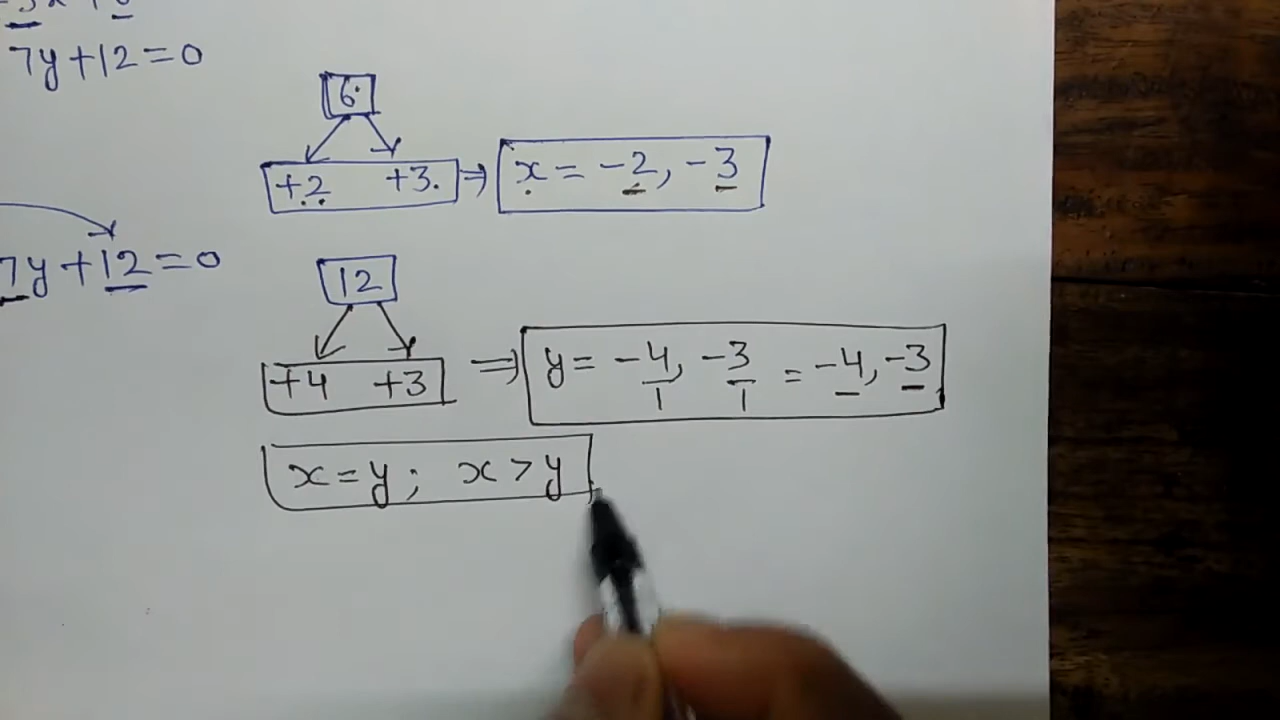 7y+12=0
6
+2 +3 ⇒ x = -2, -3
7y+12=0
12
+4 +3 ⇒ y = -4/1, -3/1 = -4, -3
x=y; x>y